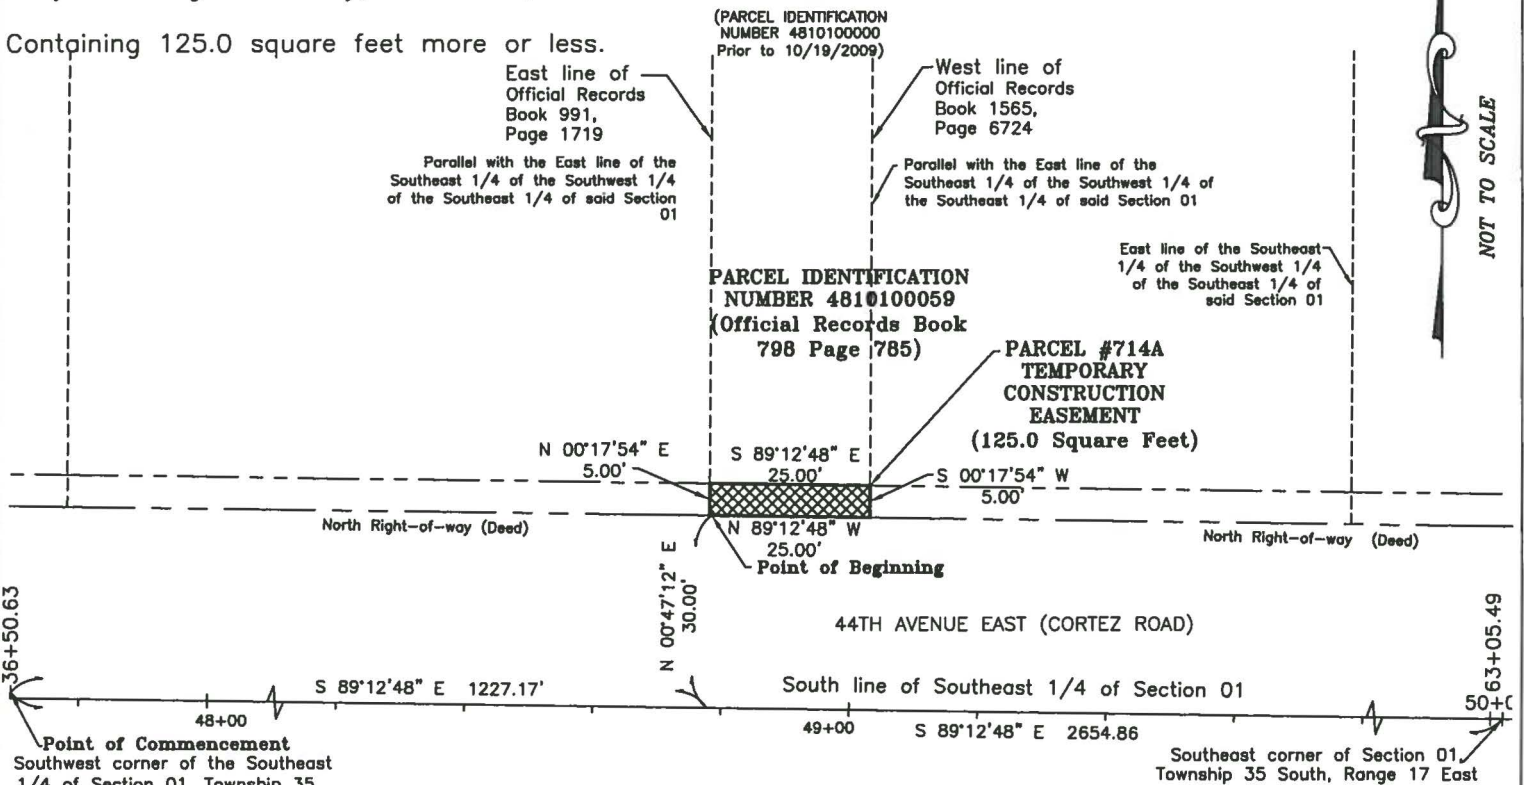 Containing 125.0 square feet more or less.
(PARCEL IDENTIFICATION
NUMBER 4810100000
Prior to 10/19/2009)
East line of
Official Records
Book 991,
Page 1719
West line of
Official Records
Book 1565,
Page 6724
NOT TO SCALE
Parallel with the East line of the
Southeast 1/4 of the Southwest 1/4
of the Southeast 1/4 of said Section
01
Parallel with the East line of the
Southeast 1/4 of the Southwest 1/4 of
the Southeast 1/4 of said Section 01
East line of the Southeast
1/4 of the Southwest 1/4
of the Southeast 1/4 of
said Section 01
PARCEL IDENTIFICATION
NUMBER 4810100059
(Official Records Book
798 Page 785)
PARCEL #714A
TEMPORARY
CONSTRUCTION
EASEMENT
(125.0 Square Feet)
N 00°17'54" E
5.00'
S 89°12'48" E
25.00'
S 00°17'54" W
5.00'
North Right-of-way (Deed)
N 89°12'48" W
25.00'
North Right-of-way (Deed)
Point of Beginning
N 00°47'12" E
30.00'
44TH AVENUE EAST (CORTEZ ROAD)
36+50.63
63+05.49
S 89°12'48" E 1227.17'
South line of Southeast 1/4 of Section 01
48+00
49+00
S 89°12'48" E 2654.86
Point of Commencement
Southwest corner of the Southeast
1/4 of Section 01, Township 35
Southeast corner of Section 01,
Township 35 South, Range 17 East